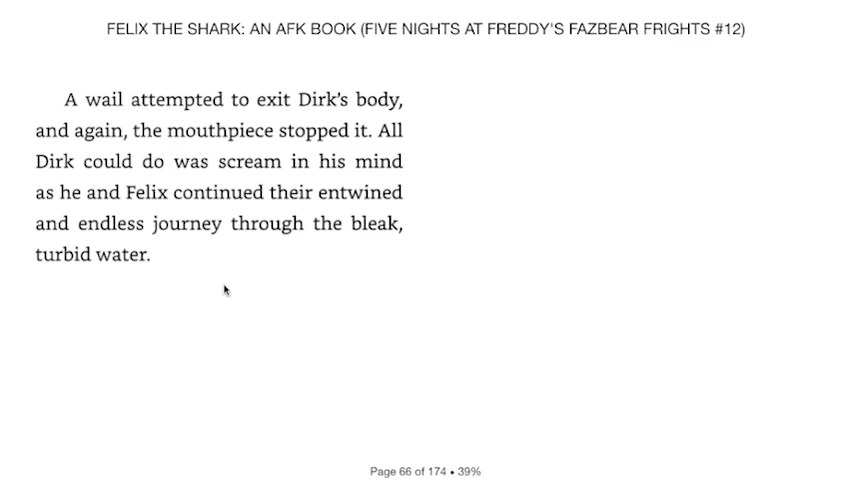 FELIX THE SHARK: AN AFK BOOK (FIVE NIGHTS AT FREDDY'S FAZBEAR FRIGHTS #12)
A wail attempted to exit Dirk’s body,
and again, the mouthpiece stopped it. All
Dirk could do was scream in his mind
as he and Felix continued their entwined
and endless journey through the bleak,
turbid water.
Page 66 of 174 • 39%